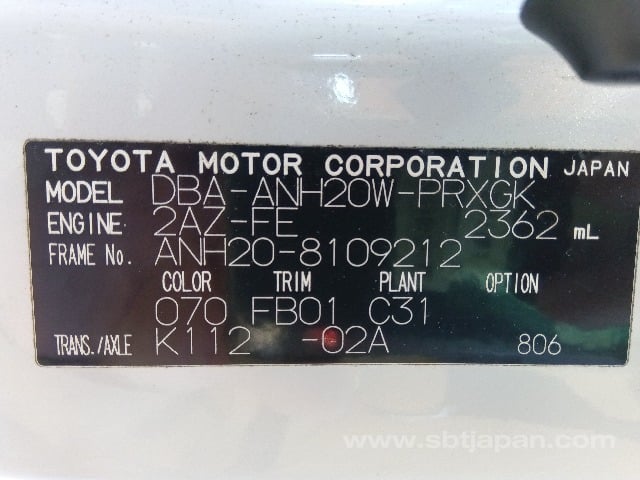 TOYOTA MOTOR CORPORATION JAPAN
MODEL DBA-ANH20W-PRXGK
ENGINE 2AZ-FE 2362 mL
FRAME No. ANH20-8109212
COLOR TRIM PLANT OPTION
070 FB01 C31
TRANS./AXLE K112 -02A 806
www.sbtjapan.com